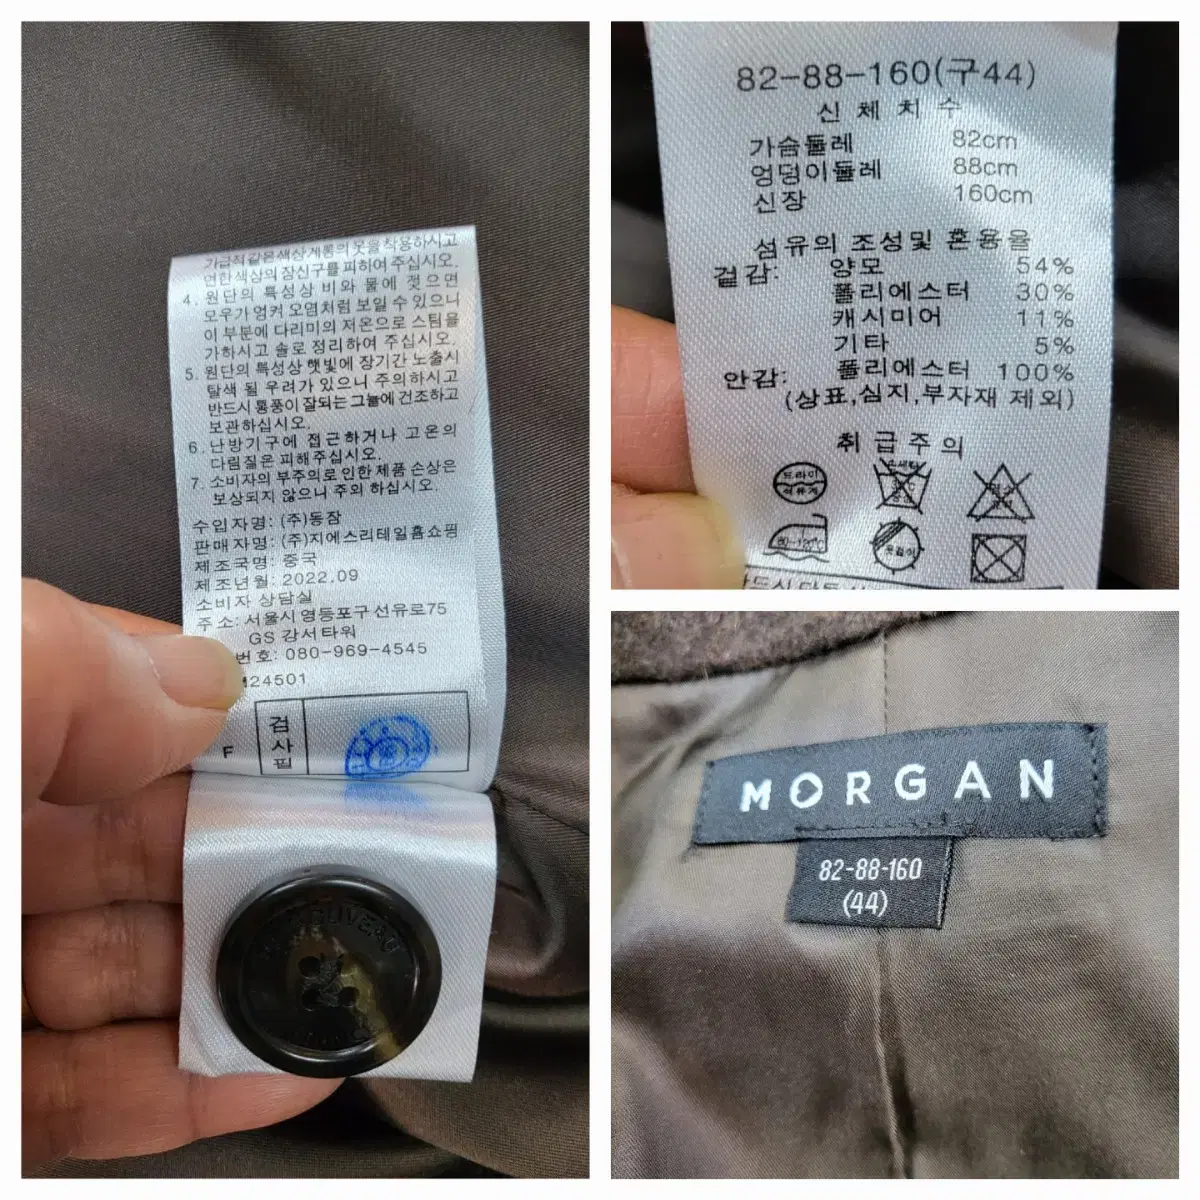 가급적같은색상계통의옷을착용하시고
연한색상의장신구를피하여주십시오.
4. 원단의 특성상 비와 물에 젖으면
모우가엉커 오염처럼 보일 수 있으니
이 부분에 다리미의 저온으로 스팀을
가하시고 솔로 정리하여 주십시오.
5. 원단의 특성상 햇빛에 장기간 노출시
탈색 될 우려가 있으니 주의하시고
반드시 통풍이 잘되는 그늘에 건조하고
보관하십시오.
6. 난방기구에 접근하거나 고온의
다림질은 피해주십시오.
7. 소비자의 부주의로 인한 제품 손상은
보상되지 않으니 주의 하십시오.
수입자명: (주)동잠
판매자명: (주)지에스리테일홈쇼핑
제조국명: 중국
제조년월: 2022.09
소비자 상담실
주소: 서울시 영등포구 선유로75
GS 강서타워
번호: 080-969-4545
24501
F
검사필
82-88-160(구44)
신체치수
가슴둘레 82cm
엉덩이둘레 88cm
신장 160cm
섬유의 조성및 혼용율
겉감: 양모 54%
폴리에스터 30%
캐시미어 11%
기타 5%
안감: 폴리에스터 100%
(상표,심지,부자재 제외)
취급주의
드라이
석유계
80~120℃
옷걸이
MORGAN
82-88-160
(44)